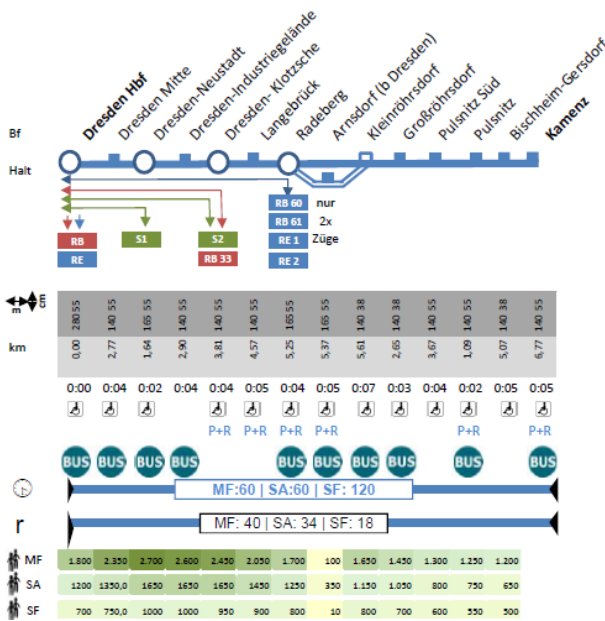 Dresden Hbf
Dresden Mitte
Dresden-Neustadt
Dresden-Industriegelände
Dresden- Klotzsche
Langebrück
Radeberg
Arnsdorf (b Dresden)
Kleinröhrsdorf
Großröhrsdorf
Pulsnitz Süd
Pulsnitz
Bischheim-Gersdorf
Kamenz
Bf
Halt
RB 60 nur
RB S1 S2 RB 61 2x
RE RB 33 RE 1 Züge
RE 2
m cm
280 55 140 55 165 55 140 55 140 55 140 55 165 55 165 55 140 38 140 38 140 55 140 55 140 38 140 55
km 0,00 2,77 1,64 2,90 3,81 4,57 5,25 5,37 5,61 2,65 3,67 1,09 5,07 6,77
0:00 0:04 0:02 0:04 0:04 0:05 0:04 0:05 0:07 0:03 0:04 0:02 0:05 0:05
P+R P+R P+R P+R P+R P+R
BUS BUS BUS BUS BUS BUS BUS BUS BUS BUS
MF:60 | SA:60 | SF: 120
r MF: 40 | SA: 34 | SF: 18
MF 1.800 2.350 2.700 2.600 2.450 2.050 1.700 100 1.650 1.450 1.300 1.250 1.200
SA 1200 1350,0 1650 1650 1650 1450 1250 350 1.150 1.050 800 750 650
SF 700 750,0 1000 1000 950 900 800 10 800 700 600 550 500